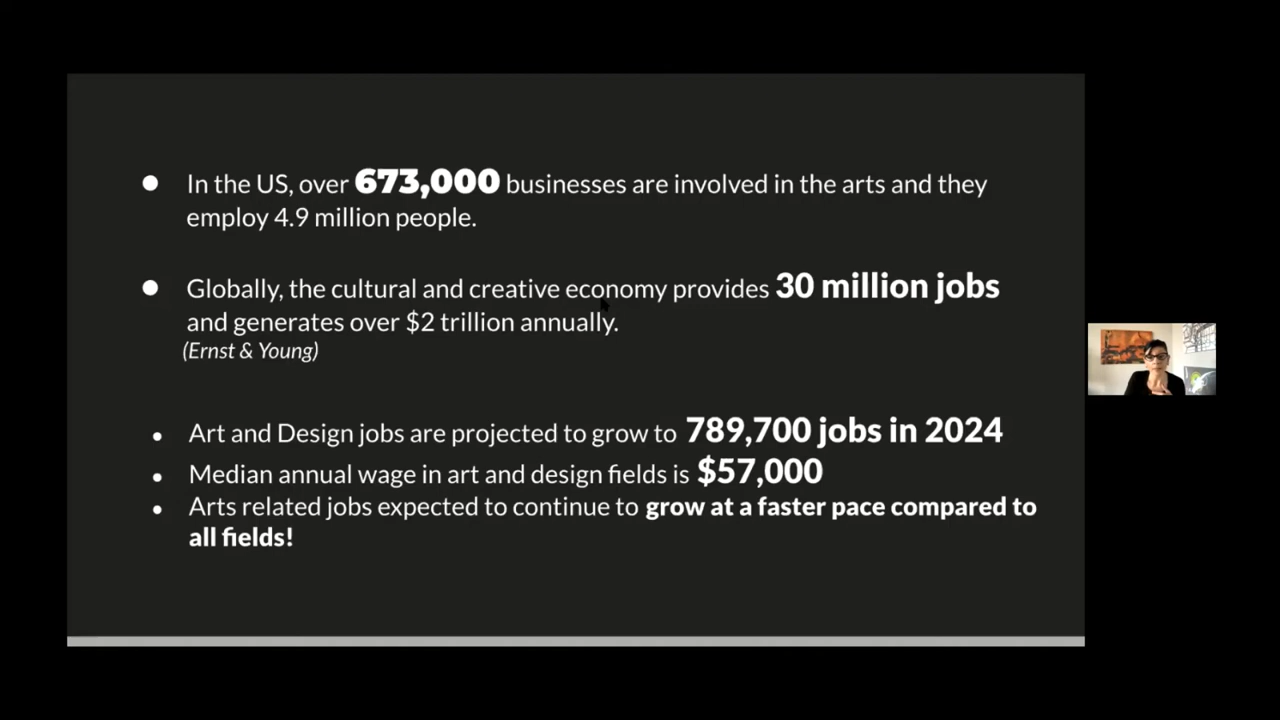 In the US, over 673,000 businesses are involved in the arts and they
employ 4.9 million people.
Globally, the cultural and creative economy provides 30 million jobs
and generates over $2 trillion annually.
(Ernst & Young)
Art and Design jobs are projected to grow to 789,700 jobs in 2024
Median annual wage in art and design fields is $57,000
Arts related jobs expected to continue to grow at a faster pace compared to
all fields!